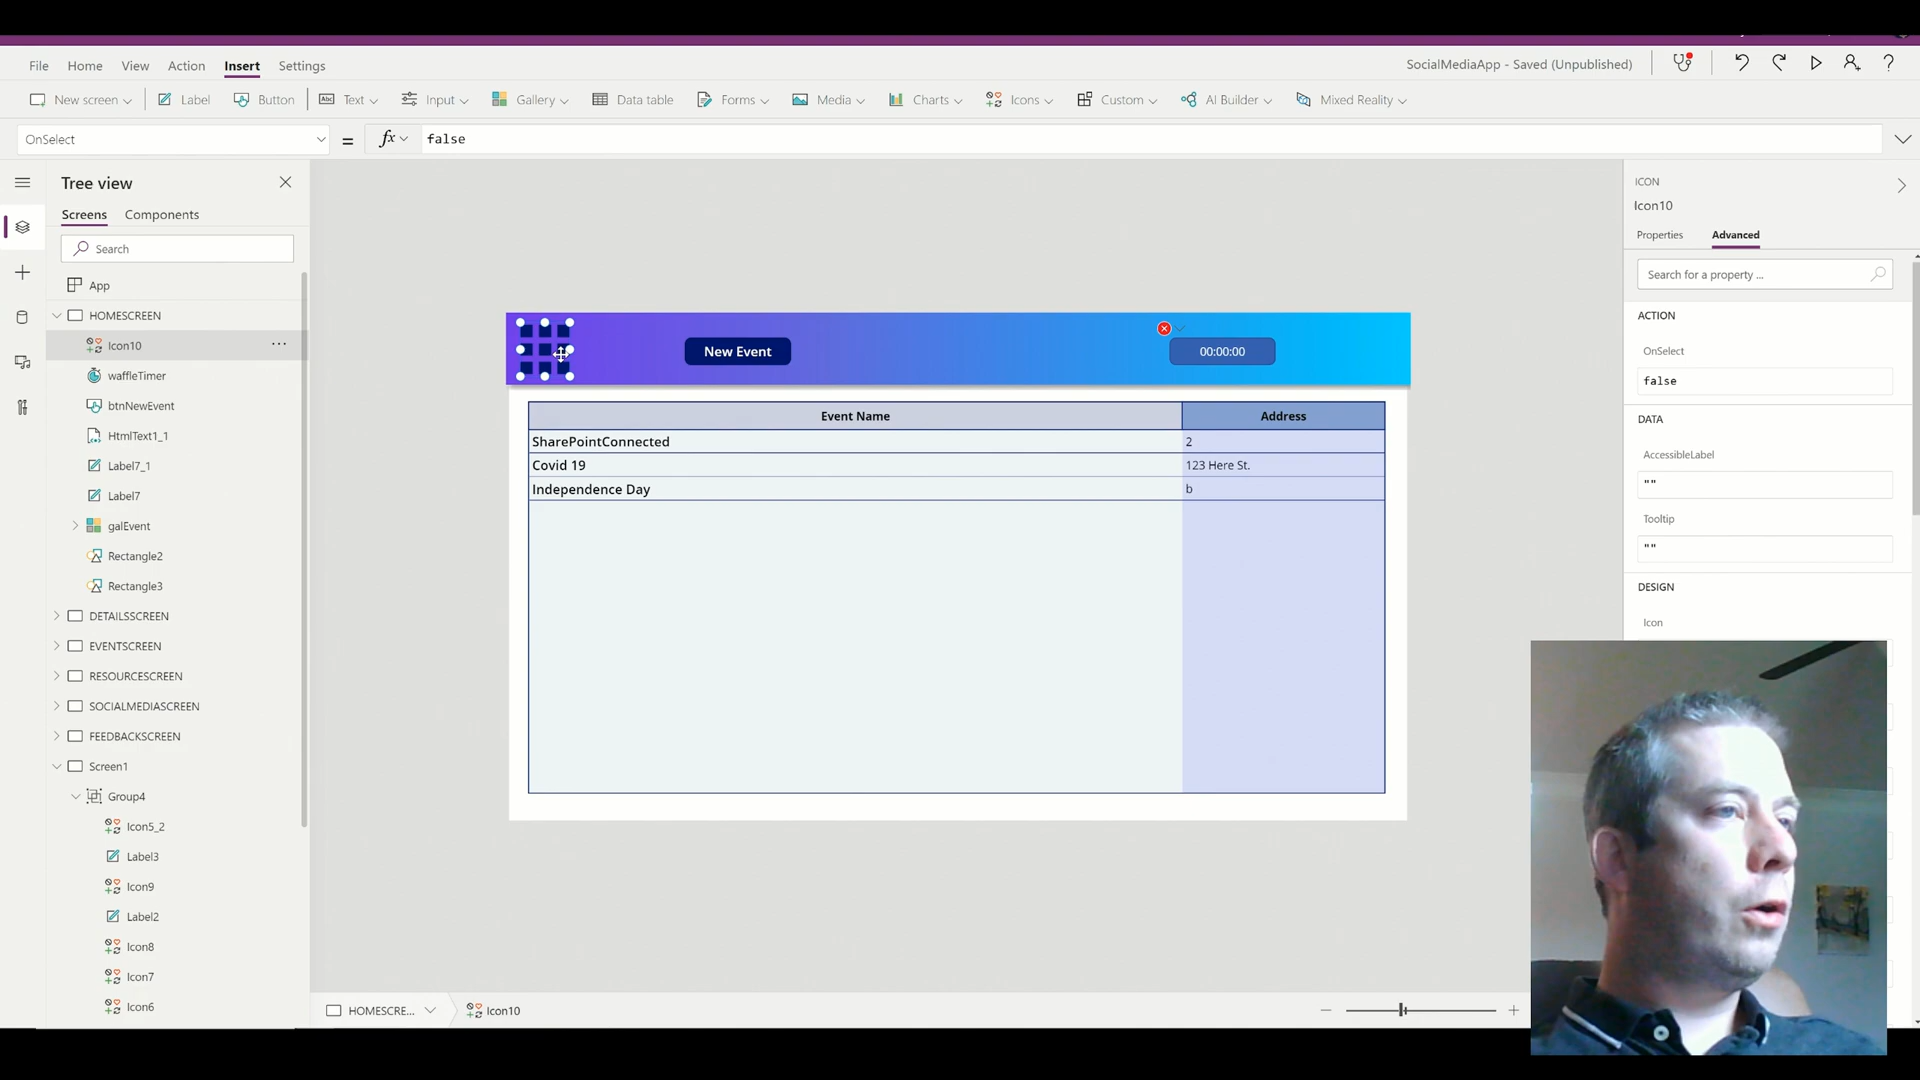 File Home View Action Insert Settings SocialMediaApp - Saved (Unpublished)
New screen Label Button Text Input Gallery Data table Forms Media Charts Icons Custom AI Builder Mixed Reality
OnSelect = fx false
Tree view
Screens Components
Search
App
HOMESCREEN
Icon10
waffleTimer
btnNewEvent
HtmlText1_1
Label7_1
Label7
galEvent
Rectangle2
Rectangle3
DETAILSSCREEN
EVENTSCREEN
RESOURCESCREEN
SOCIALMEDIASCREEN
FEEDBACKSCREEN
Screen1
Group4
Icon5_2
Label3
Icon9
Label2
Icon8
Icon7
Icon6
New Event 00:00:00
Event Name Address
SharePointConnected 2
Covid 19 123 Here St.
Independence Day b
HOMESCRE... Icon10
ICON
Icon10
Properties Advanced
Search for a property ...
ACTION
OnSelect
false
DATA
AccessibleLabel
""
Tooltip
""
DESIGN
Icon